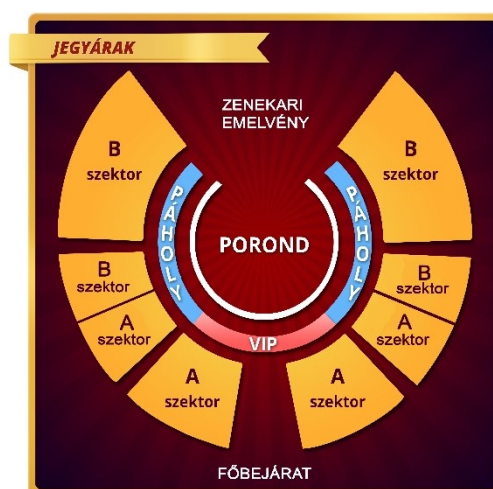 JEGYÁRAK
ZENEKARI
EMELVÉNY
B
szektor
B
szektor
PÁHOLY
PÁHOLY
POROND
B
szektor
B
szektor
A
szektor
A
szektor
VIP
A
szektor
A
szektor
FŐBEJÁRAT